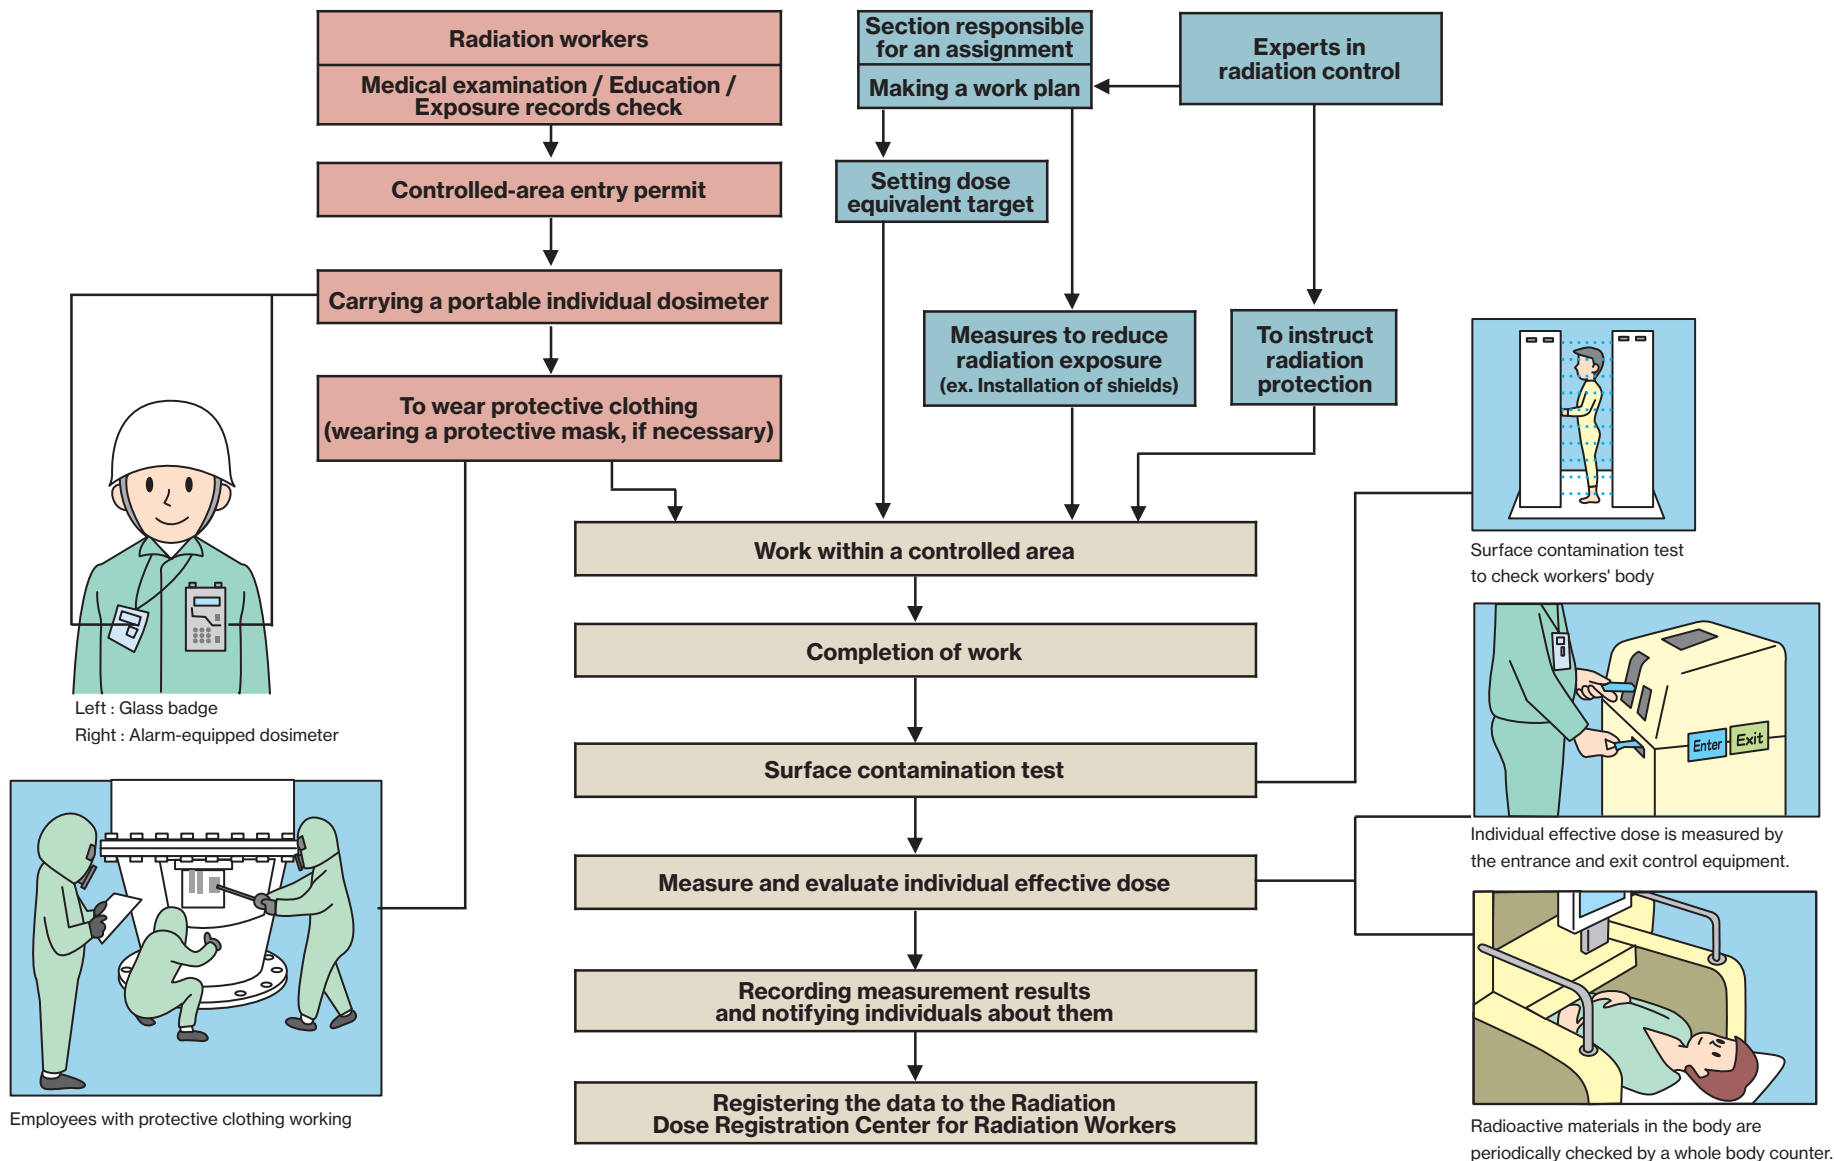 Radiation workers
Medical examination / Education /
Exposure records check
Controlled-area entry permit
Carrying a portable individual dosimeter
To wear protective clothing
(wearing a protective mask, if necessary)
Section responsible
for an assignment
Making a work plan
Experts in
radiation control
Setting dose
equivalent target
Measures to reduce
radiation exposure
(ex. Installation of shields)
To instruct
radiation
protection
Work within a controlled area
Completion of work
Surface contamination test
Measure and evaluate individual effective dose
Recording measurement results
and notifying individuals about them
Registering the data to the Radiation
Dose Registration Center for Radiation Workers
Left : Glass badge
Right : Alarm-equipped dosimeter
Employees with protective clothing working
Surface contamination test
to check workers' body
Enter
Exit
Individual effective dose is measured by
the entrance and exit control equipment.
Radioactive materials in the body are
periodically checked by a whole body counter.